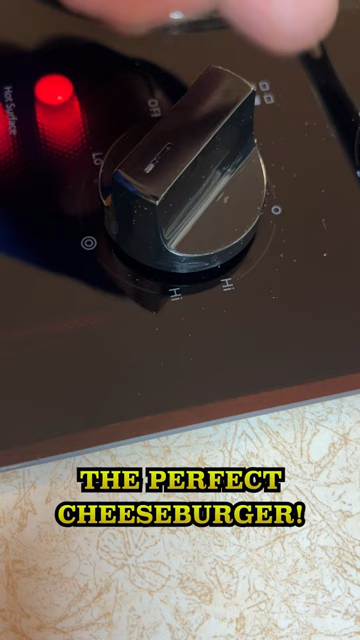 Hot Surface
Off
Lo
Hi
Hi
THE PERFECT
CHEESEBURGER!